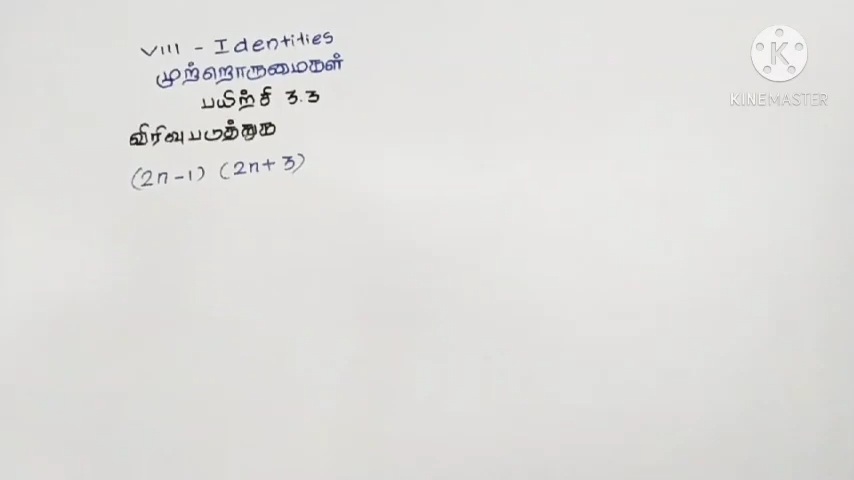 VIII - Identities
முற்றொருமைகள்
பயிற்சி 3.3
விரிவுபடுத்துக
(2n-1) (2n+3)
K
KINEMASTER